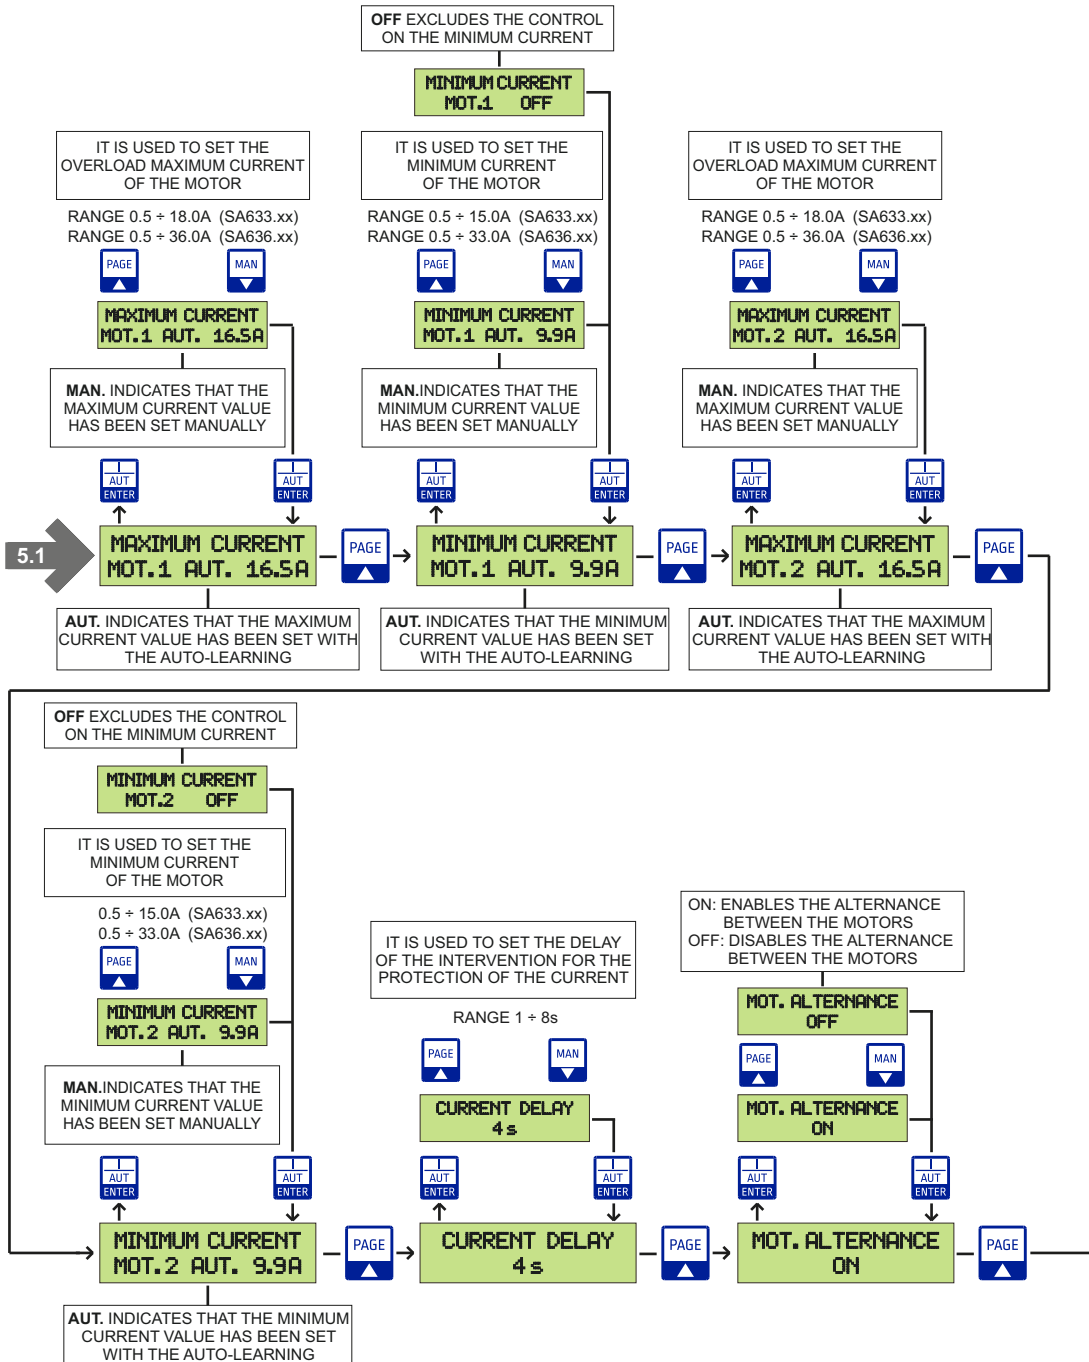 OFF EXCLUDES THE CONTROL
ON THE MINIMUM CURRENT
MINIMUM CURRENT
MOT.1 OFF
IT IS USED TO SET THE
OVERLOAD MAXIMUM CURRENT
OF THE MOTOR
RANGE 0.5 ÷ 18.0A (SA633.xx)
RANGE 0.5 ÷ 36.0A (SA636.xx)
PAGE
MAN
MAXIMUM CURRENT
MOT.1 AUT. 16.5A
MAN. INDICATES THAT THE
MAXIMUM CURRENT VALUE
HAS BEEN SET MANUALLY
IT IS USED TO SET THE
MINIMUM CURRENT
OF THE MOTOR
RANGE 0.5 ÷ 15.0A (SA633.xx)
RANGE 0.5 ÷ 33.0A (SA636.xx)
PAGE
MAN
MINIMUM CURRENT
MOT.1 AUT. 9.9A
MAN.INDICATES THAT THE
MINIMUM CURRENT VALUE
HAS BEEN SET MANUALLY
IT IS USED TO SET THE
OVERLOAD MAXIMUM CURRENT
OF THE MOTOR
RANGE 0.5 ÷ 18.0A (SA633.xx)
RANGE 0.5 ÷ 36.0A (SA636.xx)
PAGE
MAN
MAXIMUM CURRENT
MOT.2 AUT. 16.5A
MAN. INDICATES THAT THE
MAXIMUM CURRENT VALUE
HAS BEEN SET MANUALLY
I
AUT
ENTER
I
AUT
ENTER
I
AUT
ENTER
I
AUT
ENTER
I
AUT
ENTER
I
AUT
ENTER
5.1
MAXIMUM CURRENT
MOT.1 AUT. 16.5A
PAGE
MINIMUM CURRENT
MOT.1 AUT. 9.9A
PAGE
MAXIMUM CURRENT
MOT.2 AUT. 16.5A
PAGE
AUT. INDICATES THAT THE MAXIMUM
CURRENT VALUE HAS BEEN SET WITH
THE AUTO-LEARNING
AUT. INDICATES THAT THE MINIMUM
CURRENT VALUE HAS BEEN SET
WITH THE AUTO-LEARNING
AUT. INDICATES THAT THE MAXIMUM
CURRENT VALUE HAS BEEN SET WITH
THE AUTO-LEARNING
OFF EXCLUDES THE CONTROL
ON THE MINIMUM CURRENT
MINIMUM CURRENT
MOT.2 OFF
IT IS USED TO SET THE
MINIMUM CURRENT
OF THE MOTOR
0.5 ÷ 15.0A (SA633.xx)
0.5 ÷ 33.0A (SA636.xx)
PAGE
MAN
MINIMUM CURRENT
MOT.2 AUT. 9.9A
MAN.INDICATES THAT THE
MINIMUM CURRENT VALUE
HAS BEEN SET MANUALLY
IT IS USED TO SET THE DELAY
OF THE INTERVENTION FOR THE
PROTECTION OF THE CURRENT
RANGE 1 ÷ 8s
PAGE
MAN
CURRENT DELAY
4 s
ON: ENABLES THE ALTERNANCE
BETWEEN THE MOTORS
OFF: DISABLES THE ALTERNANCE
BETWEEN THE MOTORS
MOT. ALTERNANCE
OFF
PAGE
MAN
MOT. ALTERNANCE
ON
I
AUT
ENTER
I
AUT
ENTER
I
AUT
ENTER
I
AUT
ENTER
I
AUT
ENTER
I
AUT
ENTER
MINIMUM CURRENT
MOT.2 AUT. 9.9A
PAGE
CURRENT DELAY
4 s
PAGE
MOT. ALTERNANCE
ON
PAGE
AUT. INDICATES THAT THE MINIMUM
CURRENT VALUE HAS BEEN SET
WITH THE AUTO-LEARNING